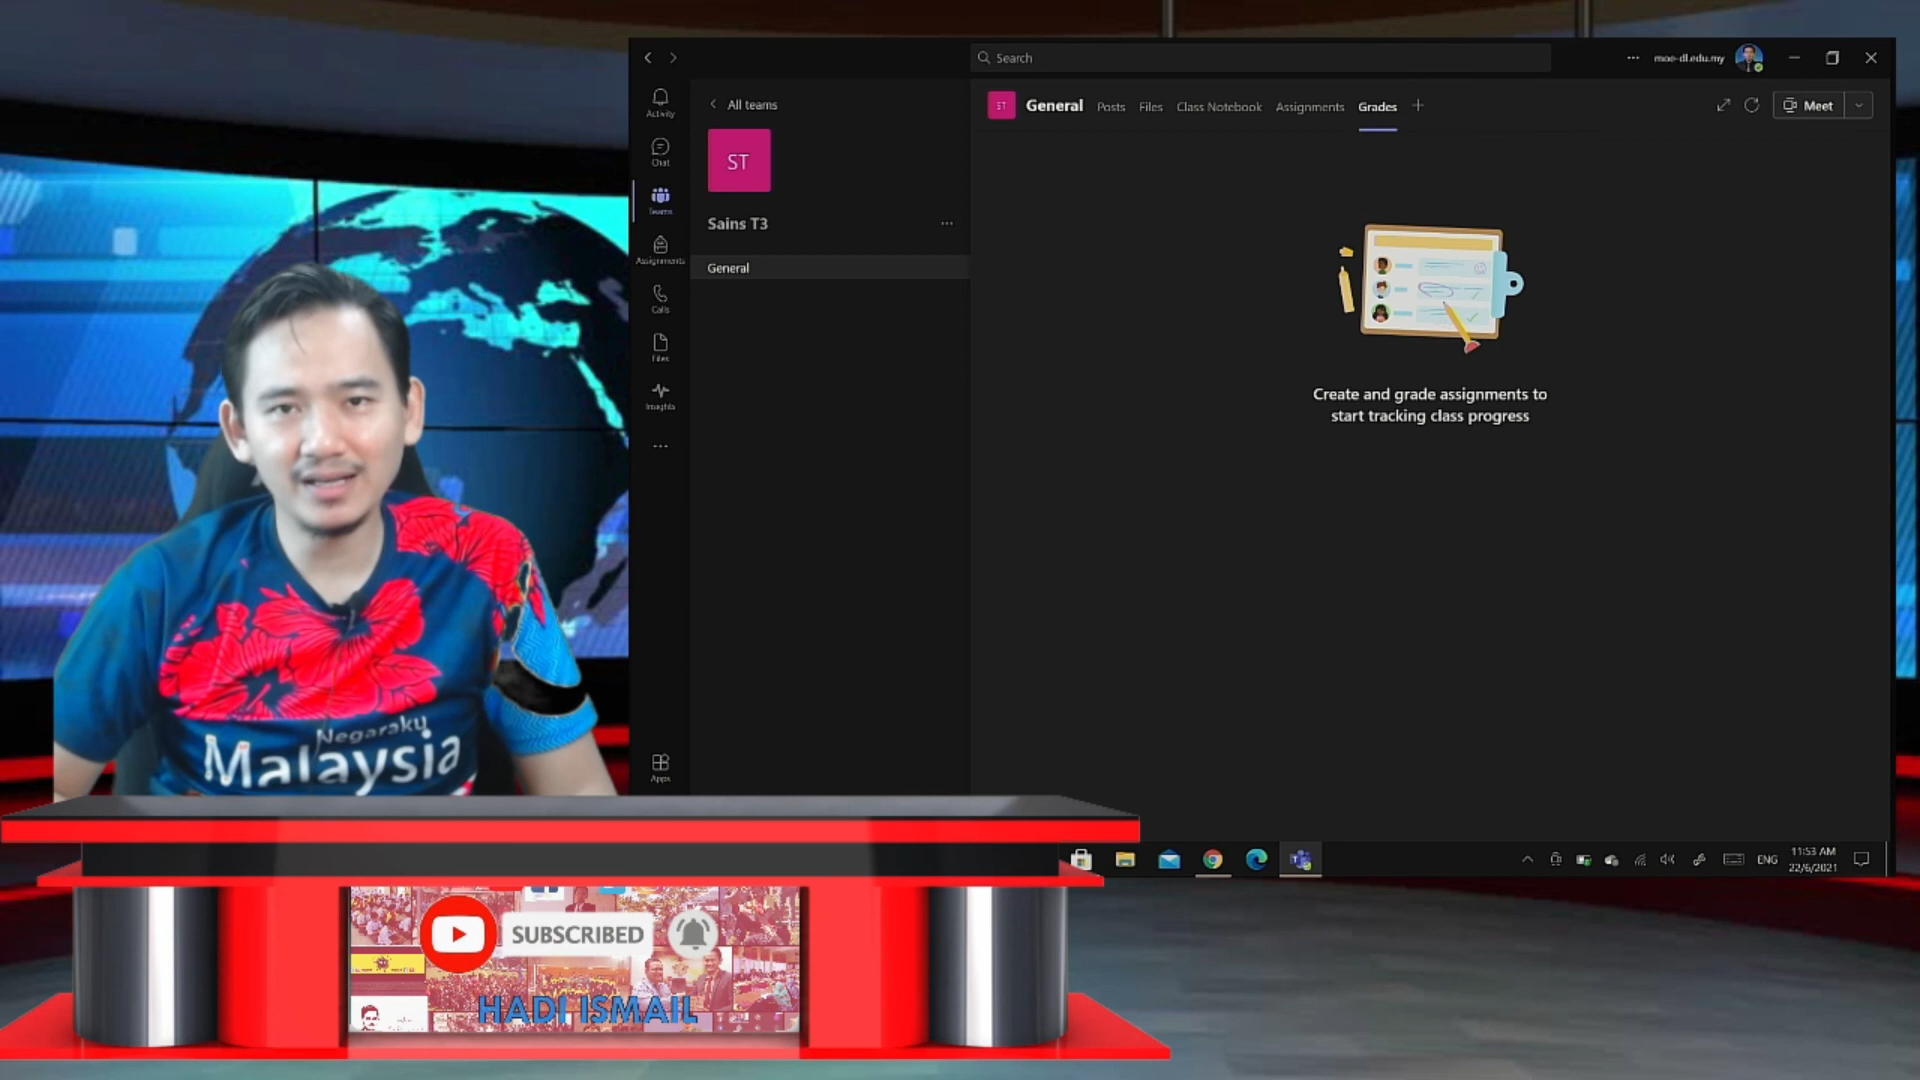 Search
moe-dl.edu.my
Activity
Chat
Teams
Assignments
Calls
Files
Insights
Apps
All teams
ST
Sains T3
General
ST
General
Posts
Files
Class Notebook
Assignments
Grades
Meet
Create and grade assignments to
start tracking class progress
ENG
11:53 AM
22/6/2021
Negaraku
Malaysia
SUBSCRIBED
HADI ISMAIL